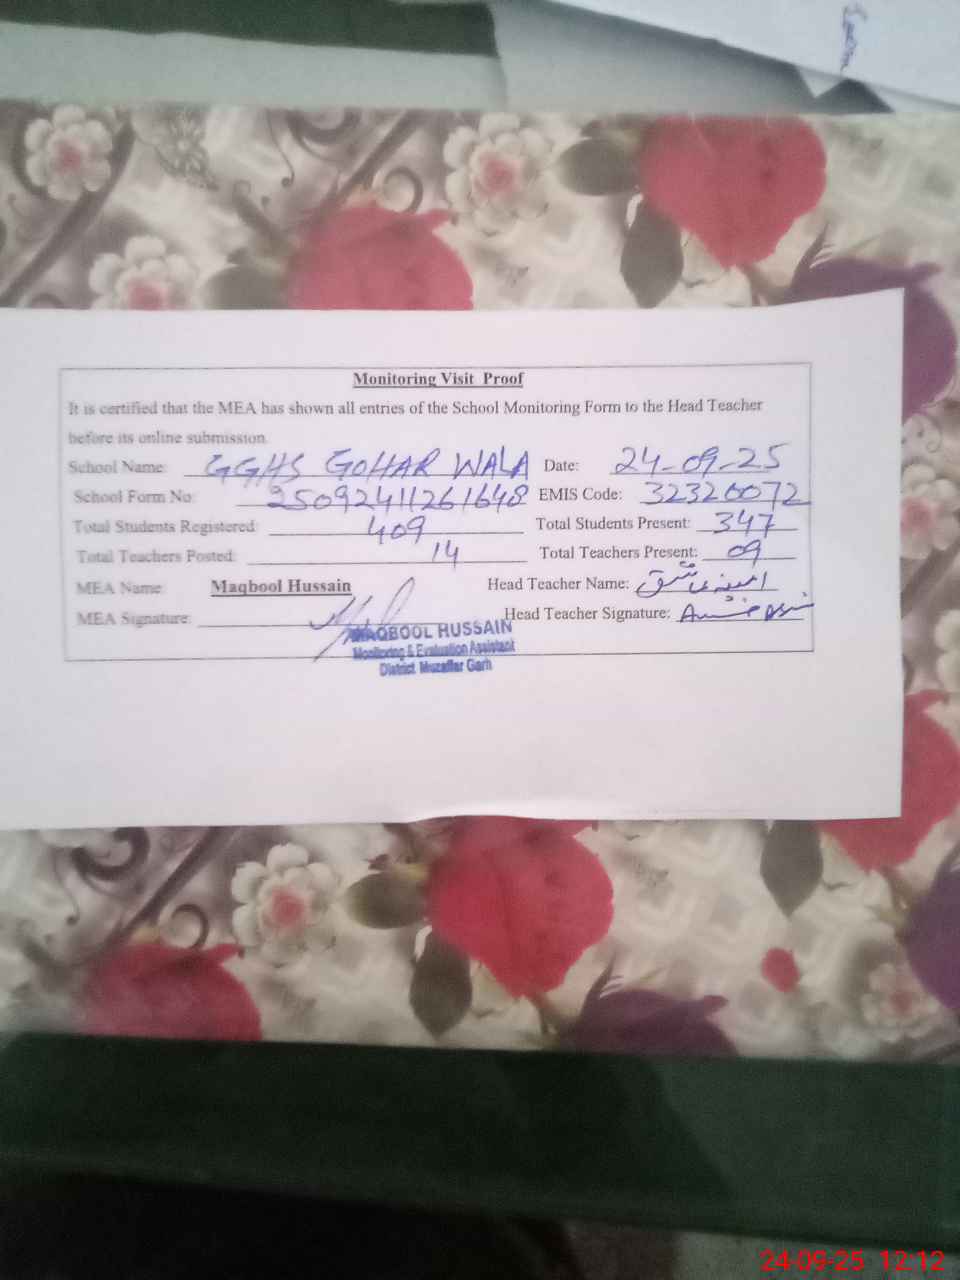 Monitoring Visit Proof
It is certified that the MEA has shown all entries of the School Monitoring Form to the Head Teacher
before its online submission.
School Name: GGHS GOHAR WALA Date: 24-09-25
School Form No: 25092411261648 EMIS Code: 32320072
Total Students Registered: 409 Total Students Present: 347
Total Teachers Posted: 14 Total Teachers Present: 09
MEA Name: Maqbool Hussain Head Teacher Name: امینہ عاشق
MEA Signature: Head Teacher Signature:
MAQBOOL HUSSAIN
Monitoring & Evaluation Assistant
District Muzaffar Garh
24-09-25 12:12